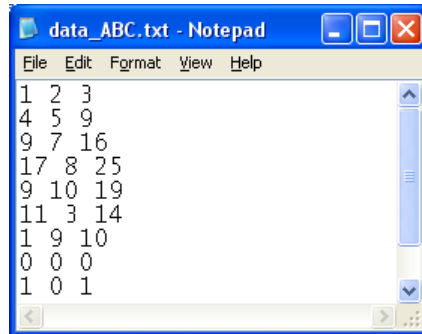 data_ABC.txt - Notepad
File Edit Format View Help
1 2 3
4 5 9
9 7 16
17 8 25
9 10 19
11 3 14
1 9 10
0 0 0
1 0 1